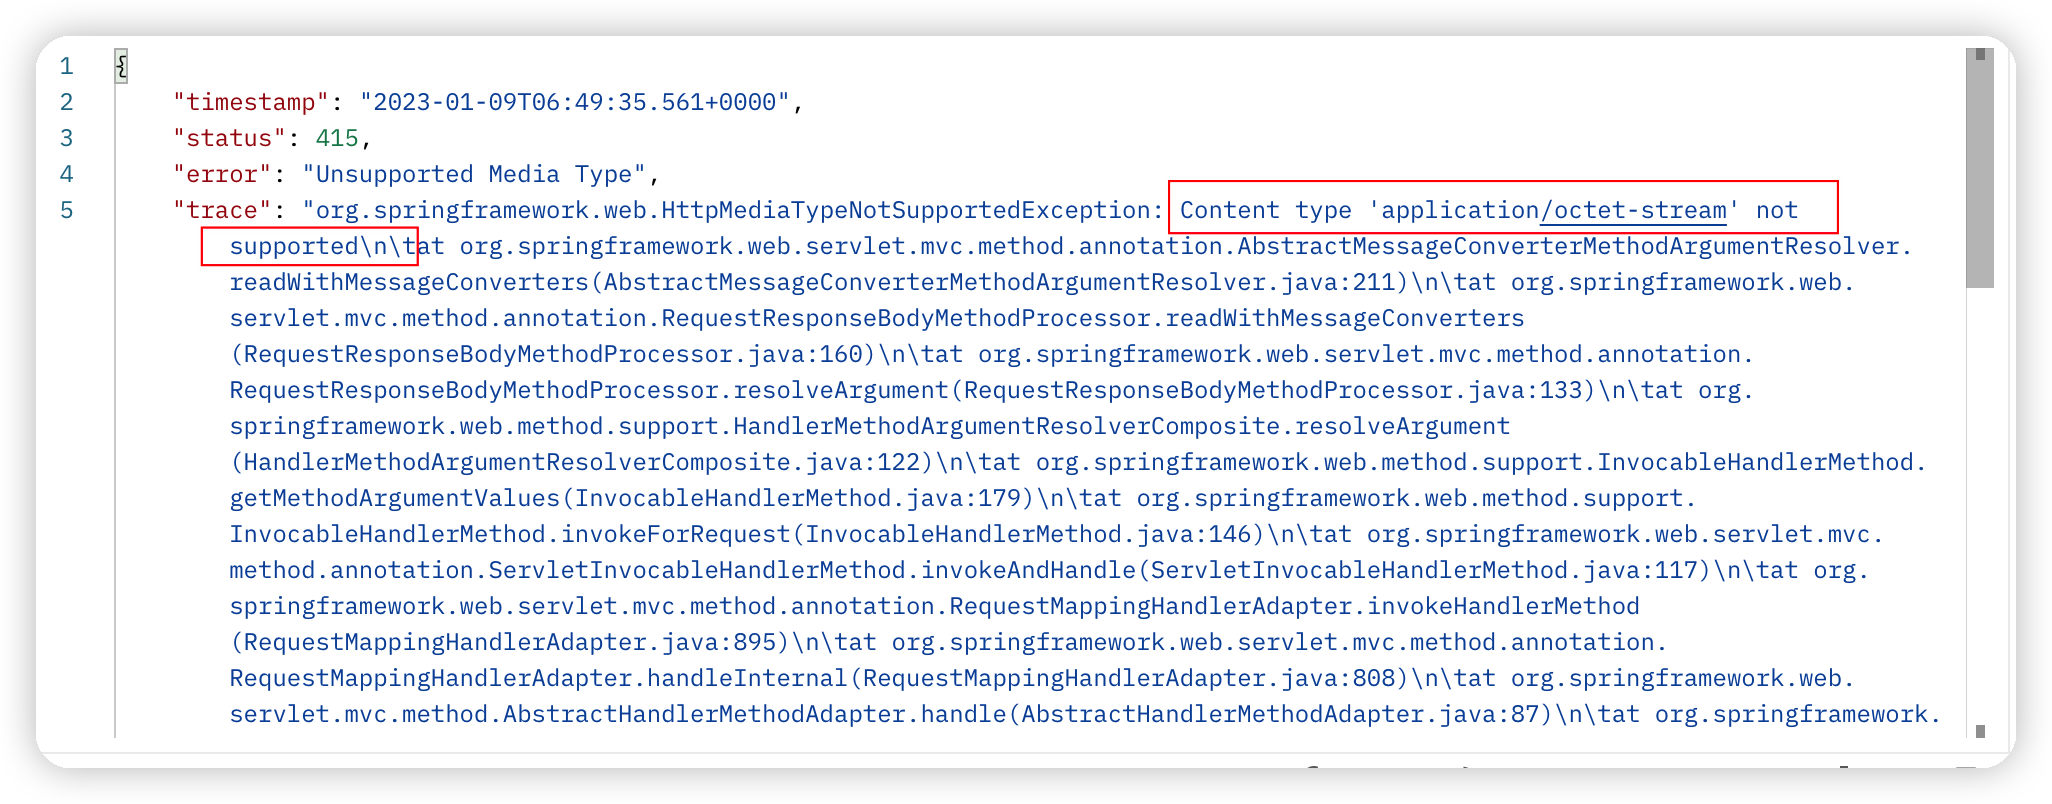 1 {
2 "timestamp": "2023-01-09T06:49:35.561+0000",
3 "status": 415,
4 "error": "Unsupported Media Type",
5 "trace": "org.springframework.web.HttpMediaTypeNotSupportedException: Content type 'application/octet-stream' not
supported\n\tat org.springframework.web.servlet.mvc.method.annotation.AbstractMessageConverterMethodArgumentResolver.
readWithMessageConverters(AbstractMessageConverterMethodArgumentResolver.java:211)\n\tat org.springframework.web.
servlet.mvc.method.annotation.RequestResponseBodyMethodProcessor.readWithMessageConverters
(RequestResponseBodyMethodProcessor.java:160)\n\tat org.springframework.web.servlet.mvc.method.annotation.
RequestResponseBodyMethodProcessor.resolveArgument(RequestResponseBodyMethodProcessor.java:133)\n\tat org.
springframework.web.method.support.HandlerMethodArgumentResolverComposite.resolveArgument
(HandlerMethodArgumentResolverComposite.java:122)\n\tat org.springframework.web.method.support.InvocableHandlerMethod.
getMethodArgumentValues(InvocableHandlerMethod.java:179)\n\tat org.springframework.web.method.support.
InvocableHandlerMethod.invokeForRequest(InvocableHandlerMethod.java:146)\n\tat org.springframework.web.servlet.mvc.
method.annotation.ServletInvocableHandlerMethod.invokeAndHandle(ServletInvocableHandlerMethod.java:117)\n\tat org.
springframework.web.servlet.mvc.method.annotation.RequestMappingHandlerAdapter.invokeHandlerMethod
(RequestMappingHandlerAdapter.java:895)\n\tat org.springframework.web.servlet.mvc.method.annotation.
RequestMappingHandlerAdapter.handleInternal(RequestMappingHandlerAdapter.java:808)\n\tat org.springframework.web.
servlet.mvc.method.AbstractHandlerMethodAdapter.handle(AbstractHandlerMethodAdapter.java:87)\n\tat org.springframework.